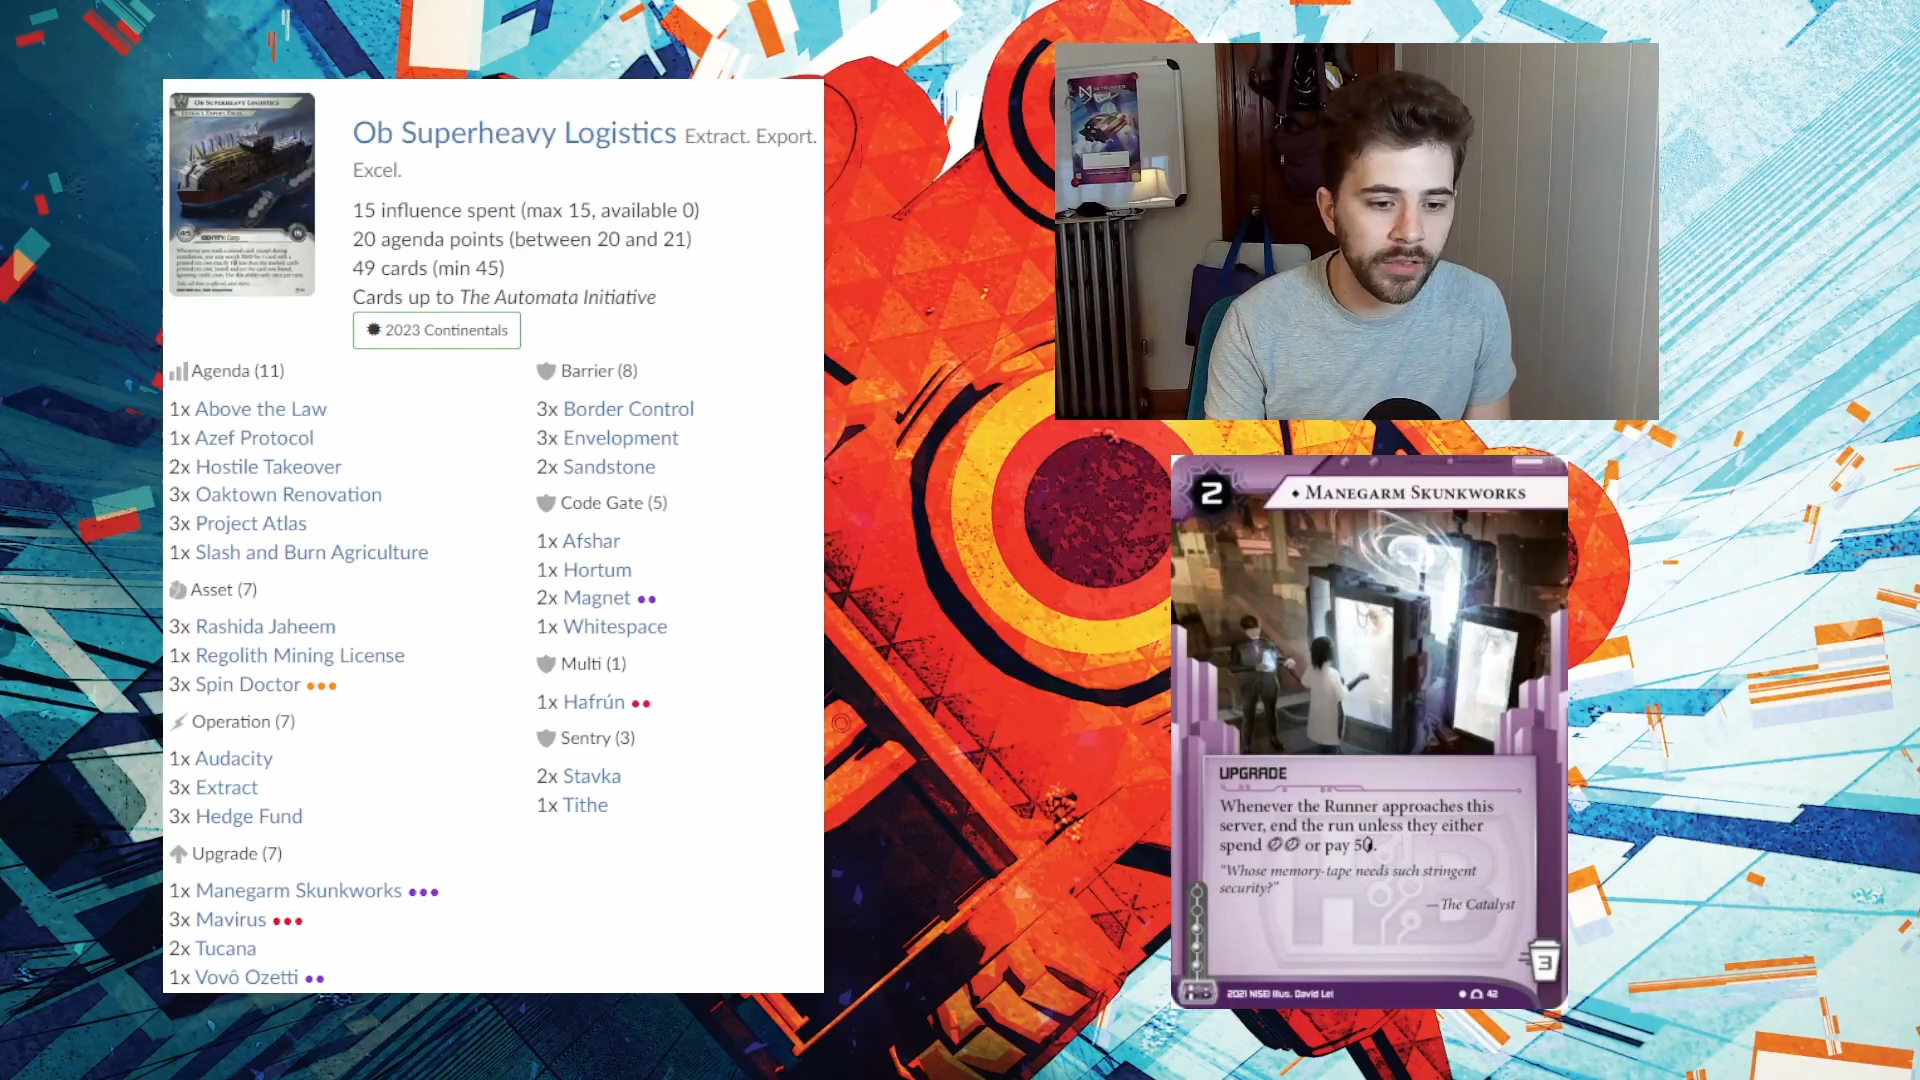 OB SUPERHEAVY LOGISTICS
Ob Superheavy Logistics Extract. Export.
Excel.
15 influence spent (max 15, available 0)
20 agenda points (between 20 and 21)
49 cards (min 45)
Cards up to The Automata Initiative
2023 Continentals
Agenda (11)
1x Above the Law
1x Azef Protocol
2x Hostile Takeover
3x Oaktown Renovation
3x Project Atlas
1x Slash and Burn Agriculture
Asset (7)
3x Rashida Jaheem
1x Regolith Mining License
3x Spin Doctor
Operation (7)
1x Audacity
3x Extract
3x Hedge Fund
Upgrade (7)
1x Manegarm Skunkworks
3x Mavirus
2x Tucana
1x Vovô Ozetti
Barrier (8)
3x Border Control
3x Envelopment
2x Sandstone
Code Gate (5)
1x Afshar
1x Hortum
2x Magnet
1x Whitespace
Multi (1)
1x Hafrún
Sentry (3)
2x Stavka
1x Tithe
2
MANEGARM SKUNKWORKS
UPGRADE
Whenever the Runner approaches this
server, end the run unless they either
spend or pay 5.
"Whose memory-tape needs such stringent
security?"
—The Catalyst
3
2021 NISEI Illus. David Lei
42